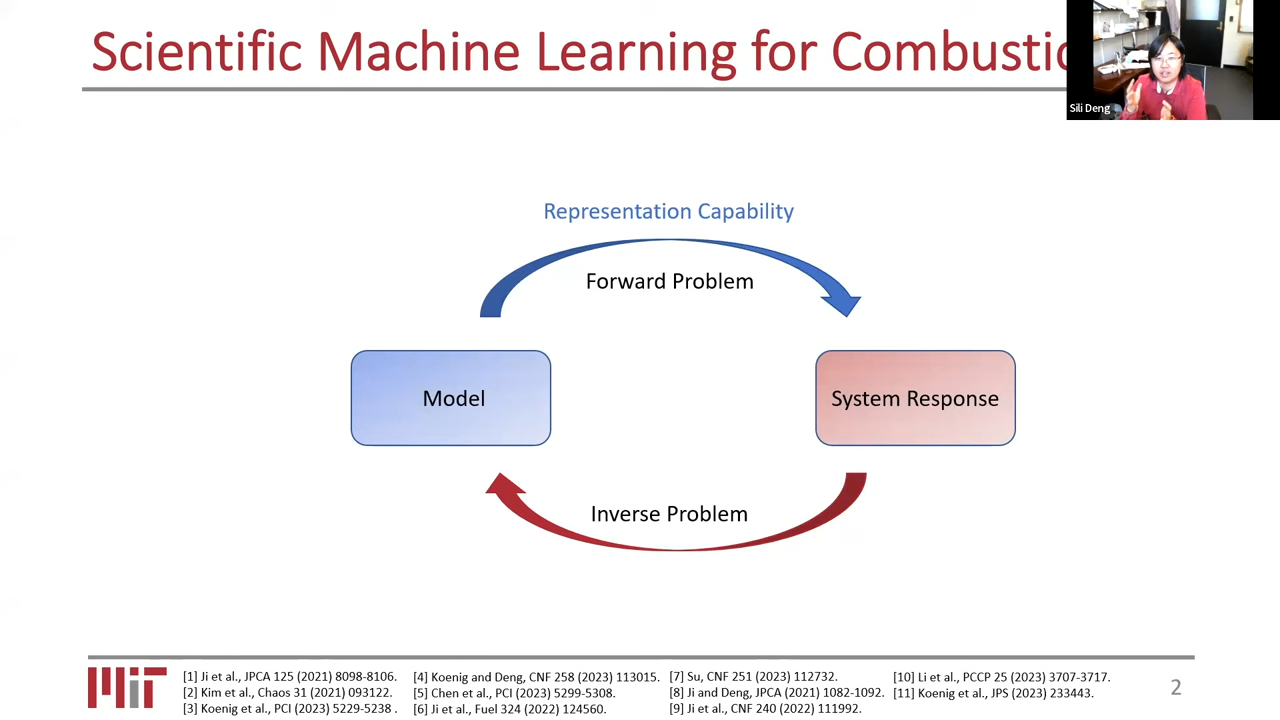 Scientific Machine Learning for Combustic
Sili Deng
Representation Capability
Forward Problem
Model
System Response
Inverse Problem
MIT
[1] Ji et al., JPCA 125 (2021) 8098-8106.
[2] Kim et al., Chaos 31 (2021) 093122.
[3] Koenig et al., PCI (2023) 5229-5238 .
[4] Koenig and Deng, CNF 258 (2023) 113015.
[5] Chen et al., PCI (2023) 5299-5308.
[6] Ji et al., Fuel 324 (2022) 124560.
[7] Su, CNF 251 (2023) 112732.
[8] Ji and Deng, JPCA (2021) 1082-1092.
[9] Ji et al., CNF 240 (2022) 111992.
[10] Li et al., PCCP 25 (2023) 3707-3717.
[11] Koenig et al., JPS (2023) 233443.
2